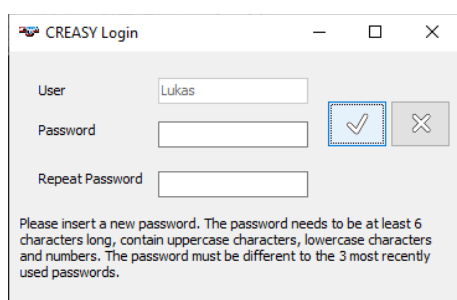 CREASY Login
User Lukas
Password
Repeat Password
Please insert a new password. The password needs to be at least 6
characters long, contain uppercase characters, lowercase characters
and numbers. The password must be different to the 3 most recently
used passwords.